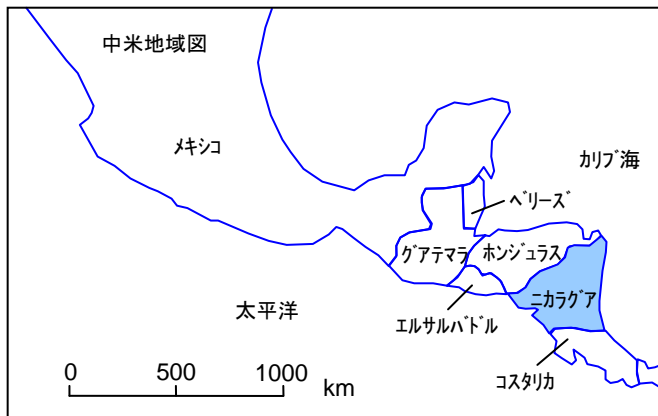 中米地域図
メキシコ
カリブ海
ベリーズ
グアテマラ
ホンジュラス
ニカラグア
エルサルバドル
太平洋
コスタリカ
0 500 1000 km